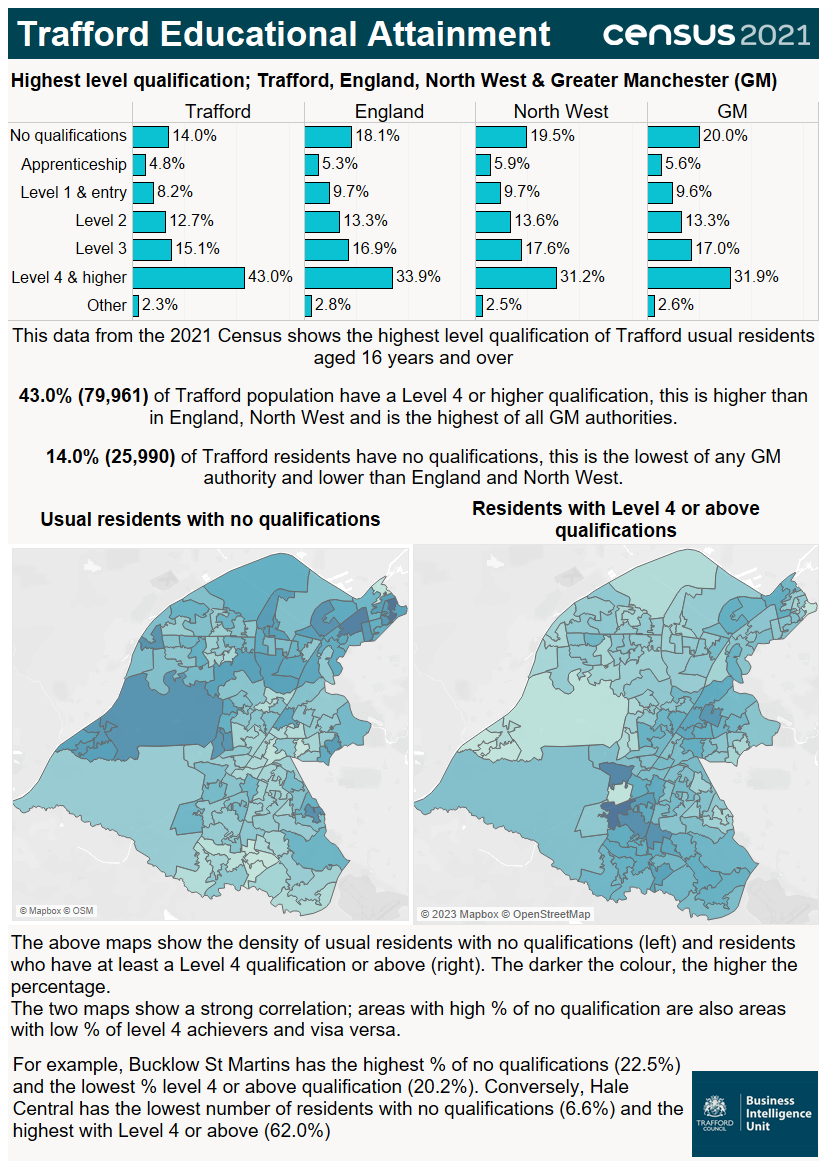 Trafford Educational Attainment census 2021
Highest level qualification; Trafford, England, North West & Greater Manchester (GM)
Trafford England North West GM
No qualifications 14.0% 18.1% 19.5% 20.0%
Apprenticeship 4.8% 5.3% 5.9% 5.6%
Level 1 & entry 8.2% 9.7% 9.7% 9.6%
Level 2 12.7% 13.3% 13.6% 13.3%
Level 3 15.1% 16.9% 17.6% 17.0%
Level 4 & higher 43.0% 33.9% 31.2% 31.9%
Other 2.3% 2.8% 2.5% 2.6%
This data from the 2021 Census shows the highest level qualification of Trafford usual residents
aged 16 years and over
43.0% (79,961) of Trafford population have a Level 4 or higher qualification, this is higher than
in England, North West and is the highest of all GM authorities.
14.0% (25,990) of Trafford residents have no qualifications, this is the lowest of any GM
authority and lower than England and North West.
Usual residents with no qualifications
Residents with Level 4 or above
qualifications
© Mapbox © OSM
© 2023 Mapbox © OpenStreetMap
The above maps show the density of usual residents with no qualifications (left) and residents
who have at least a Level 4 qualification or above (right). The darker the colour, the higher the
percentage.
The two maps show a strong correlation; areas with high % of no qualification are also areas
with low % of level 4 achievers and visa versa.
For example, Bucklow St Martins has the highest % of no qualifications (22.5%)
and the lowest % level 4 or above qualification (20.2%). Conversely, Hale
Central has the lowest number of residents with no qualifications (6.6%) and the
highest with Level 4 or above (62.0%)
TRAFFORD
COUNCIL
Business
Intelligence
Unit